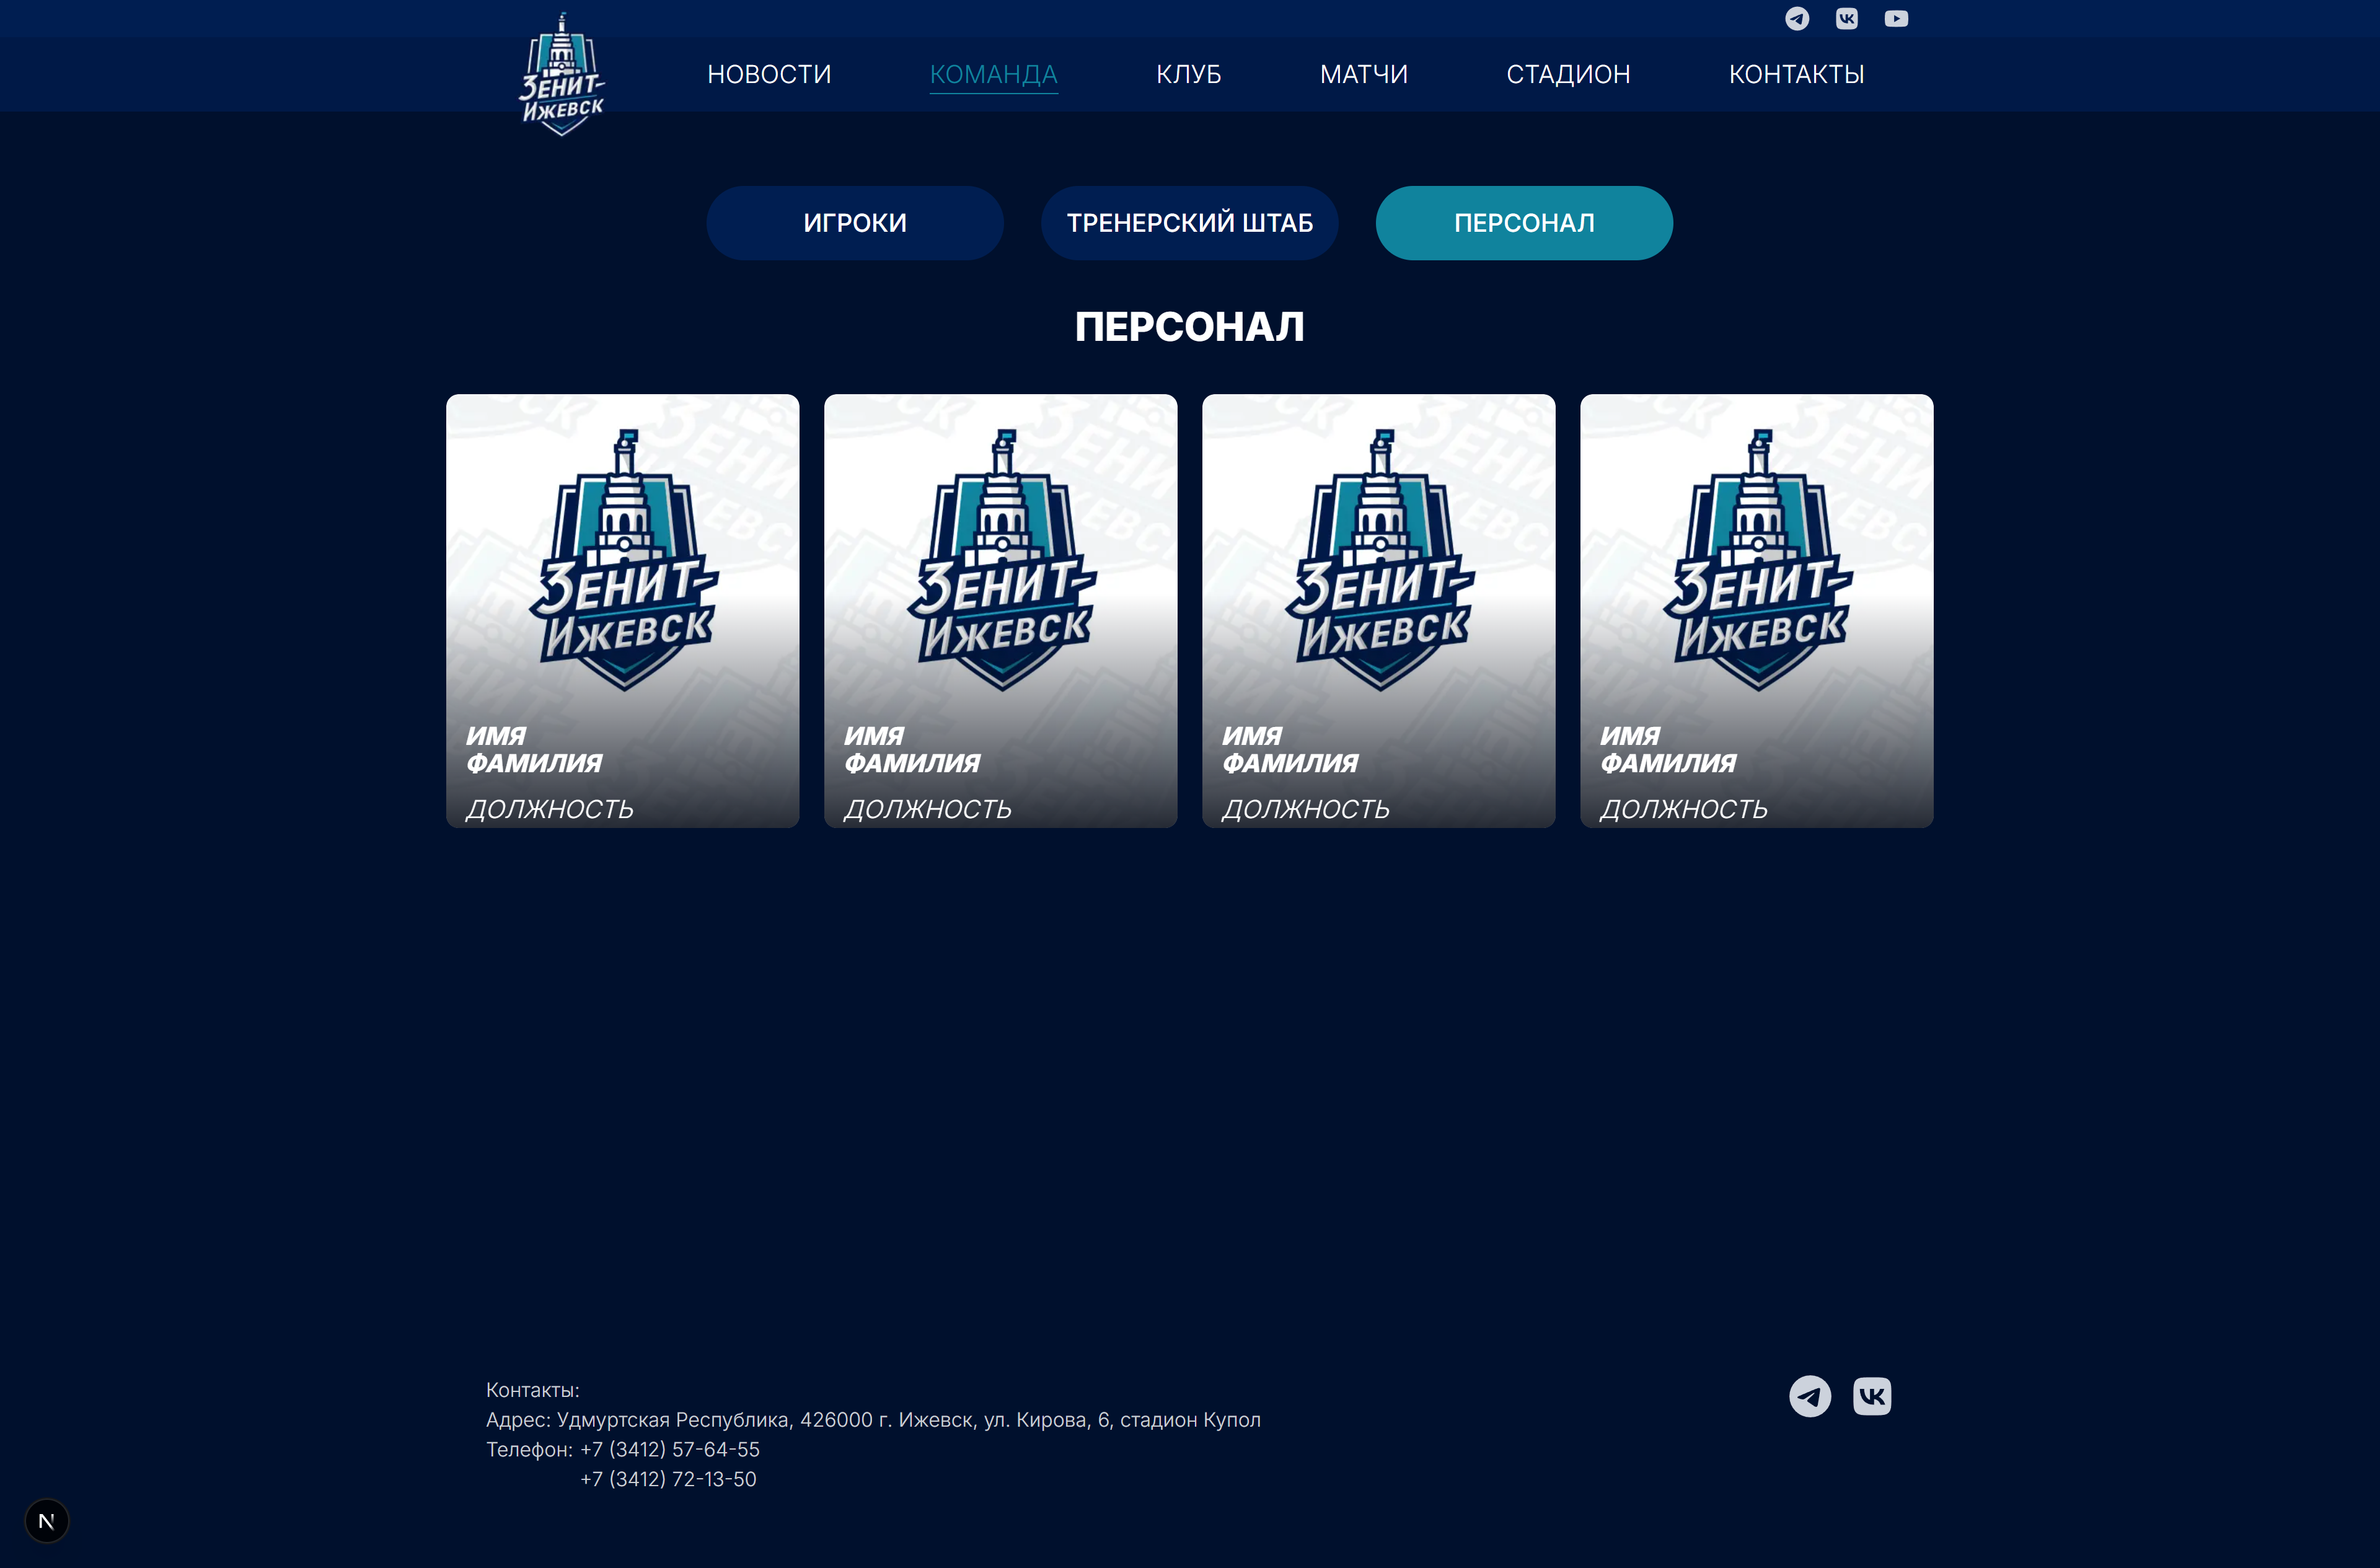 ЗЕНИТ-
ИЖЕВСК
НОВОСТИ
КОМАНДА
КЛУБ
МАТЧИ
СТАДИОН
КОНТАКТЫ
ИГРОКИ
ТРЕНЕРСКИЙ ШТАБ
ПЕРСОНАЛ
ПЕРСОНАЛ
ЗЕНИТ-
ИЖЕВСК
ИМЯ
ФАМИЛИЯ
ДОЛЖНОСТЬ
ЗЕНИТ-
ИЖЕВСК
ИМЯ
ФАМИЛИЯ
ДОЛЖНОСТЬ
ЗЕНИТ-
ИЖЕВСК
ИМЯ
ФАМИЛИЯ
ДОЛЖНОСТЬ
ЗЕНИТ-
ИЖЕВСК
ИМЯ
ФАМИЛИЯ
ДОЛЖНОСТЬ
Контакты:
Адрес: Удмуртская Республика, 426000 г. Ижевск, ул. Кирова, 6, стадион Купол
Телефон: +7 (3412) 57-64-55
+7 (3412) 72-13-50